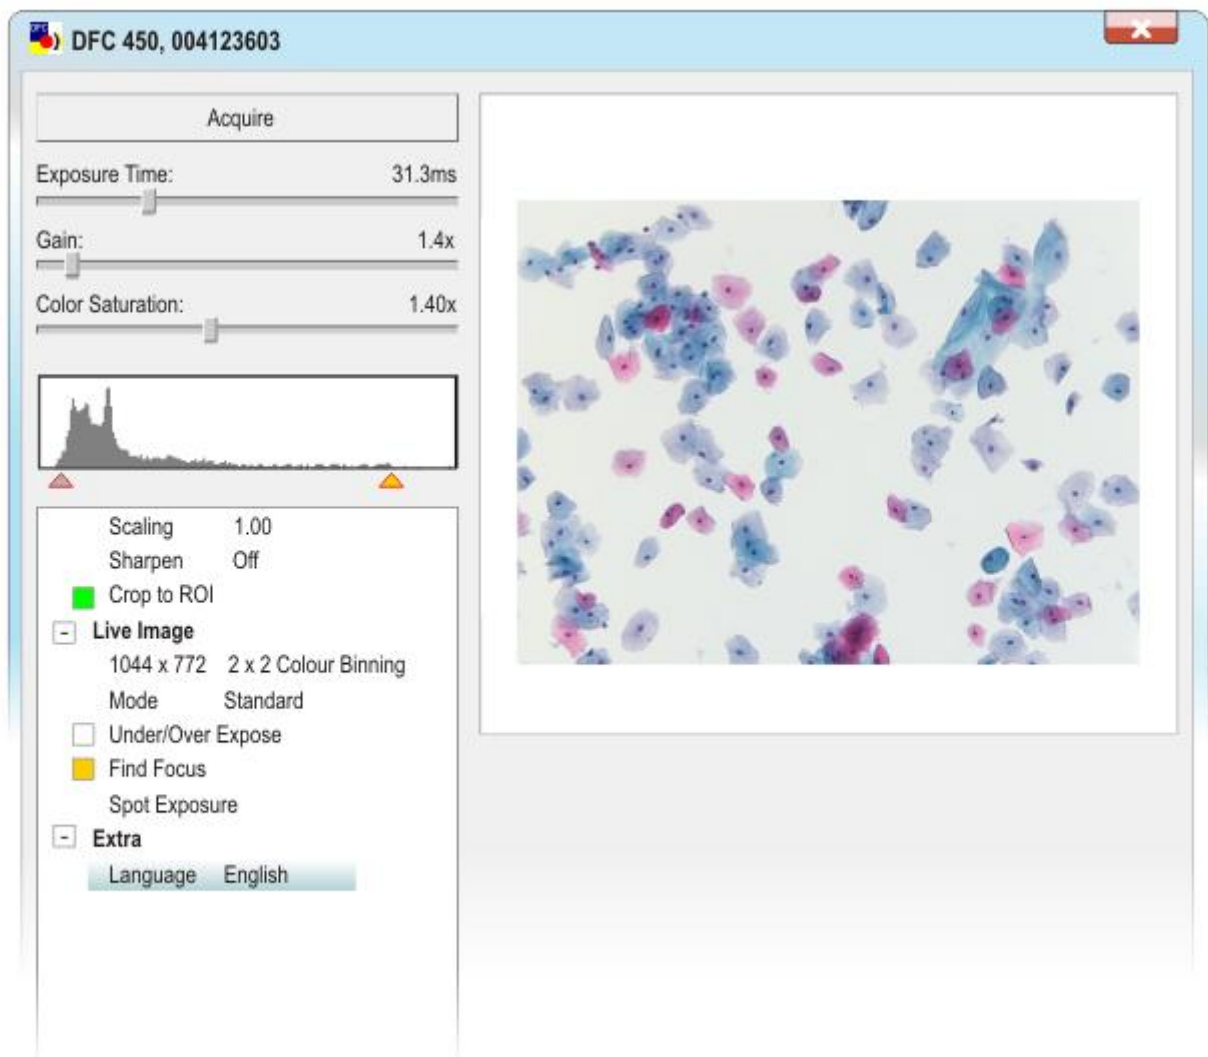 DFC 450, 004123603
Acquire
Exposure Time: 31.3ms
Gain: 1.4x
Color Saturation: 1.40x
Scaling 1.00
Sharpen Off
Crop to ROI
- Live Image
1044 x 772 2 x 2 Colour Binning
Mode Standard
Under/Over Expose
Find Focus
Spot Exposure
- Extra
Language English